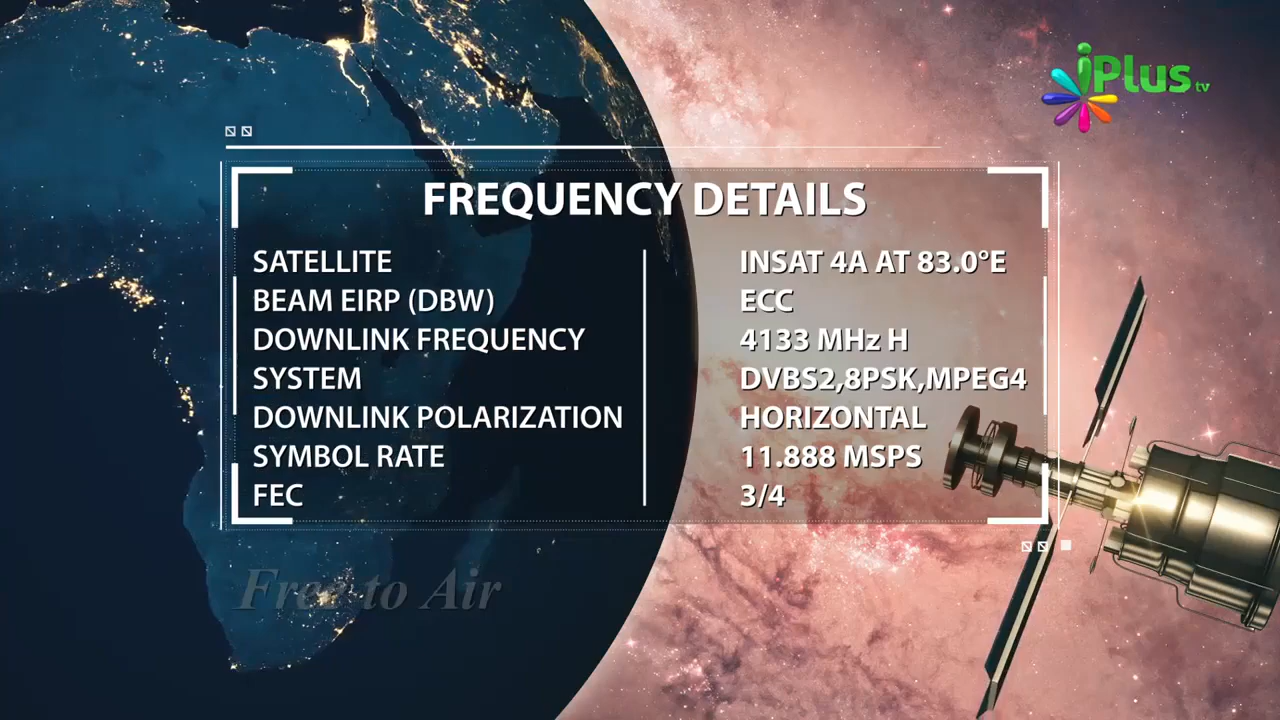 iPlus tv
FREQUENCY DETAILS
SATELLITE INSAT 4A AT 83.0°E
BEAM EIRP (DBW) ECC
DOWNLINK FREQUENCY 4133 MHz H
SYSTEM DVBS2,8PSK,MPEG4
DOWNLINK POLARIZATION HORIZONTAL
SYMBOL RATE 11.888 MSPS
FEC 3/4
Free to Air